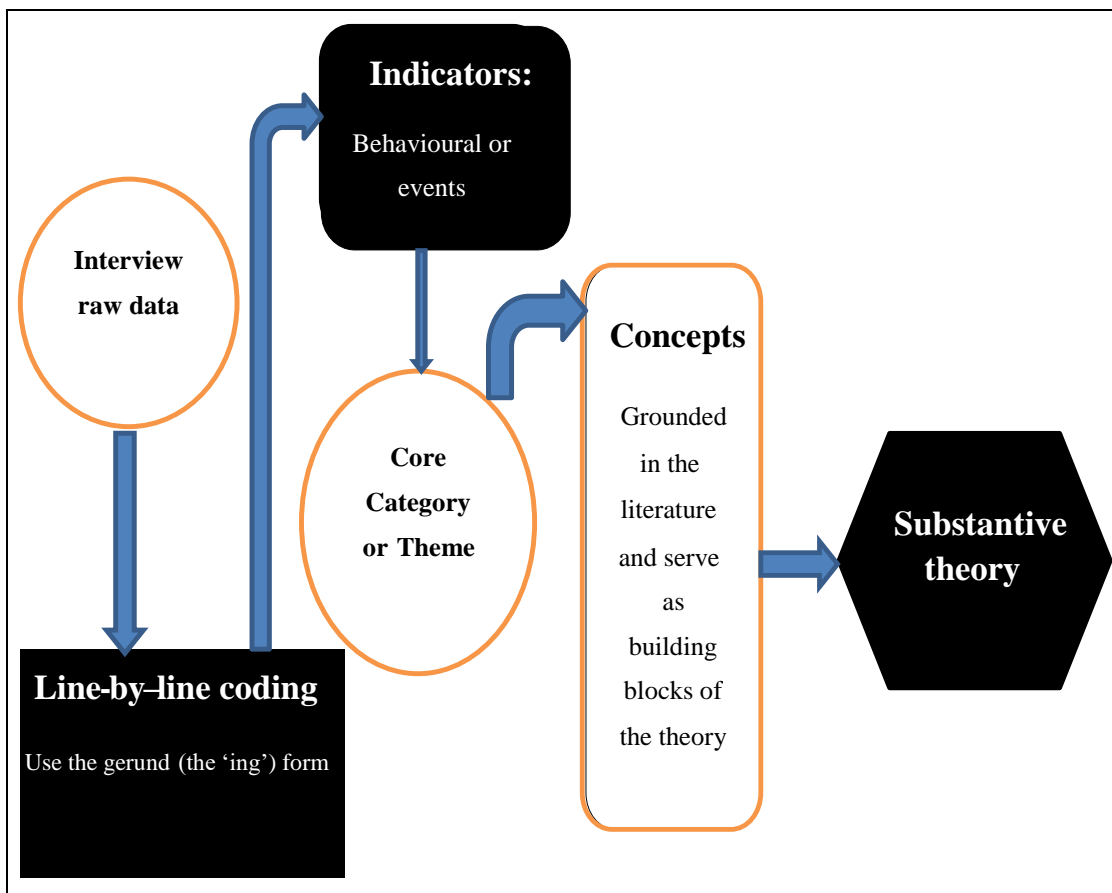 Interview
raw data
Line-by–line coding
Use the gerund (the ‘ing’) form
Indicators:
Behavioural or
events
Core
Category
or Theme
Concepts
Grounded
in the
literature
and serve
as
building
blocks of
the theory
Substantive
theory